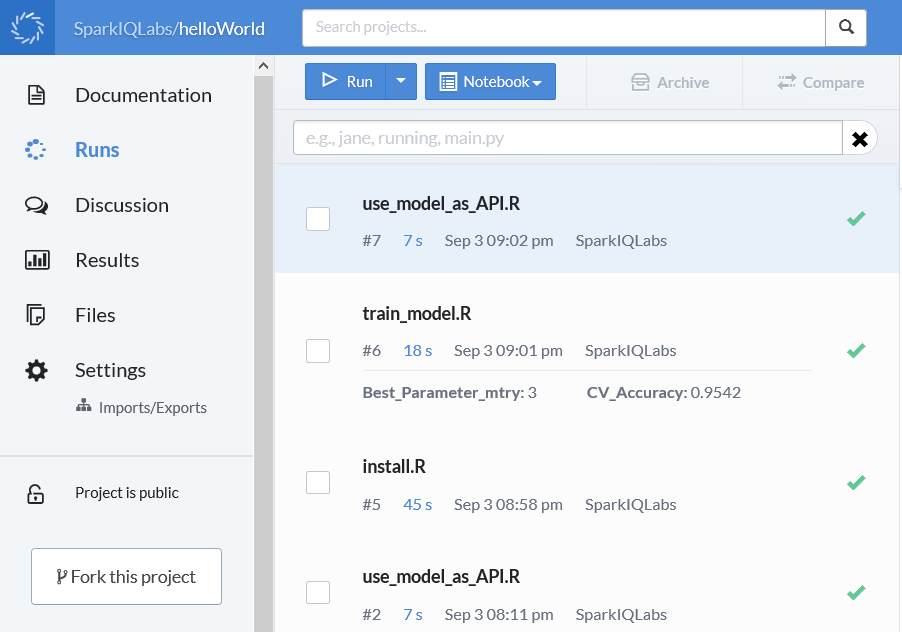 SparkIQLabs/helloWorld
Search projects...
Documentation
Runs
Discussion
Results
Files
Settings
Imports/Exports
Project is public
Fork this project
Run
Notebook
Archive
Compare
e.g., jane, running, main.py
use_model_as_API.R
#7 7 s Sep 3 09:02 pm SparkIQLabs
train_model.R
#6 18 s Sep 3 09:01 pm SparkIQLabs
Best_Parameter_mtry: 3 CV_Accuracy: 0.9542
install.R
#5 45 s Sep 3 08:58 pm SparkIQLabs
use_model_as_API.R
#2 7 s Sep 3 08:11 pm SparkIQLabs